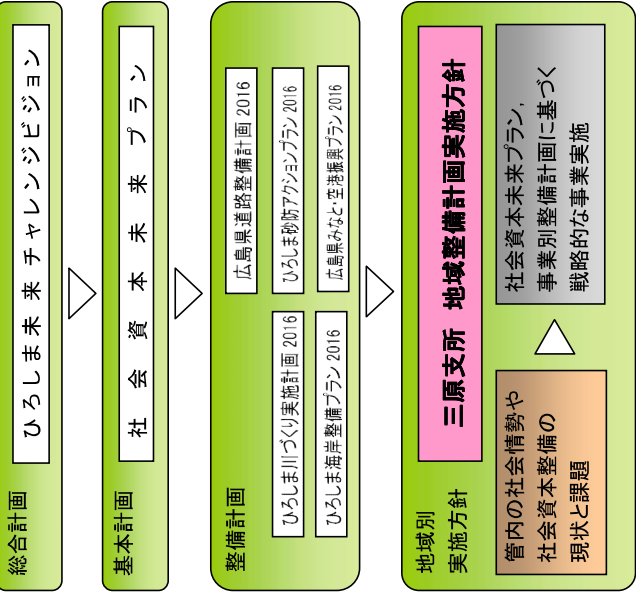 総合計画
ひろしま未来チャレンジビジョン
基本計画
社会資本未来プラン
整備計画
ひろしま川づくり実施計画 2016
広島県道路整備計画 2016
ひろしま砂防アクションプラン 2016
ひろしま海岸整備プラン 2016
広島県みなと・空港振興プラン 2016
地域別
実施方針
三原支所 地域整備計画実施方針
管内の社会情勢や
社会資本整備の
現状と課題
社会資本未来プラン,
事業別整備計画に基づく
戦略的な事業実施